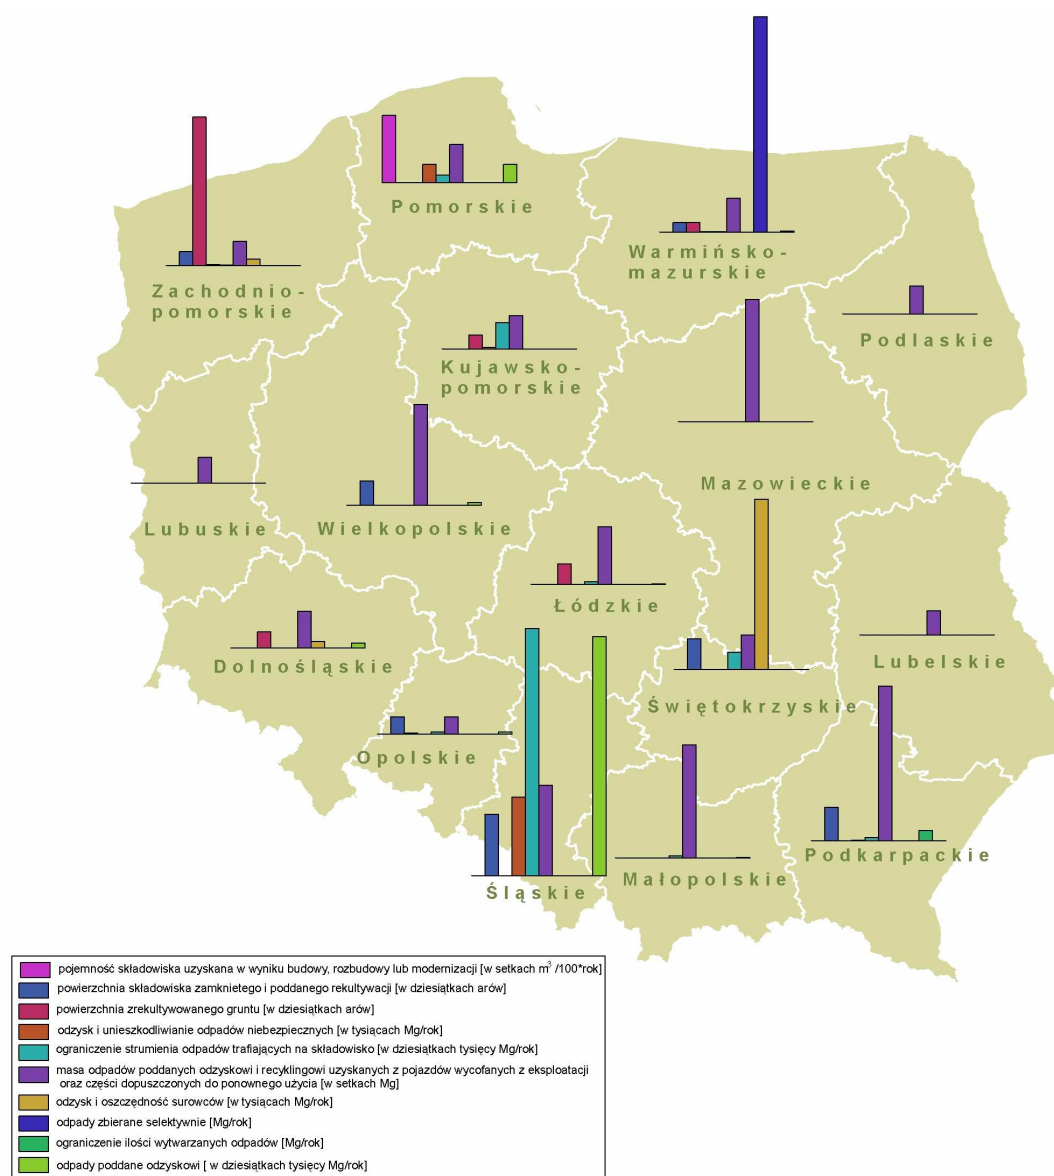 Pomorskie
Warmińsko-
mazurskie
Zachodnio-
pomorskie
Podlaskie
Kujawsko-
pomorskie
Mazowieckie
Lubuskie
Wielkopolskie
Łódzkie
Dolnośląskie
Lubelskie
Świętokrzyskie
Opolskie
Podkarpackie
Małopolskie
Śląskie
pojemność składowiska uzyskana w wyniku budowy, rozbudowy lub modernizacji [w setkach m³ /100*rok]
powierzchnia składowiska zamknietego i poddanego rekultywacji [w dziesiątkach arów]
powierzchnia zrekultywowanego gruntu [w dziesiątkach arów]
odzysk i unieszkodliwianie odpadów niebezpiecznych [w tysiącach Mg/rok]
ograniczenie strumienia odpadów trafiających na składowisko [w dziesiątkach tysięcy Mg/rok]
masa odpadów poddanych odzyskowi i recyklingowi uzyskanych z pojazdów wycofanych z eksploatacji
oraz części dopuszczonych do ponownego użycia [w setkach Mg]
odzysk i oszczędność surowców [w tysiącach Mg/rok]
odpady zbierane selektywnie [Mg/rok]
ograniczenie ilości wytwarzanych odpadów [Mg/rok]
odpady poddane odzyskowi [ w dziesiątkach tysięcy Mg/rok]